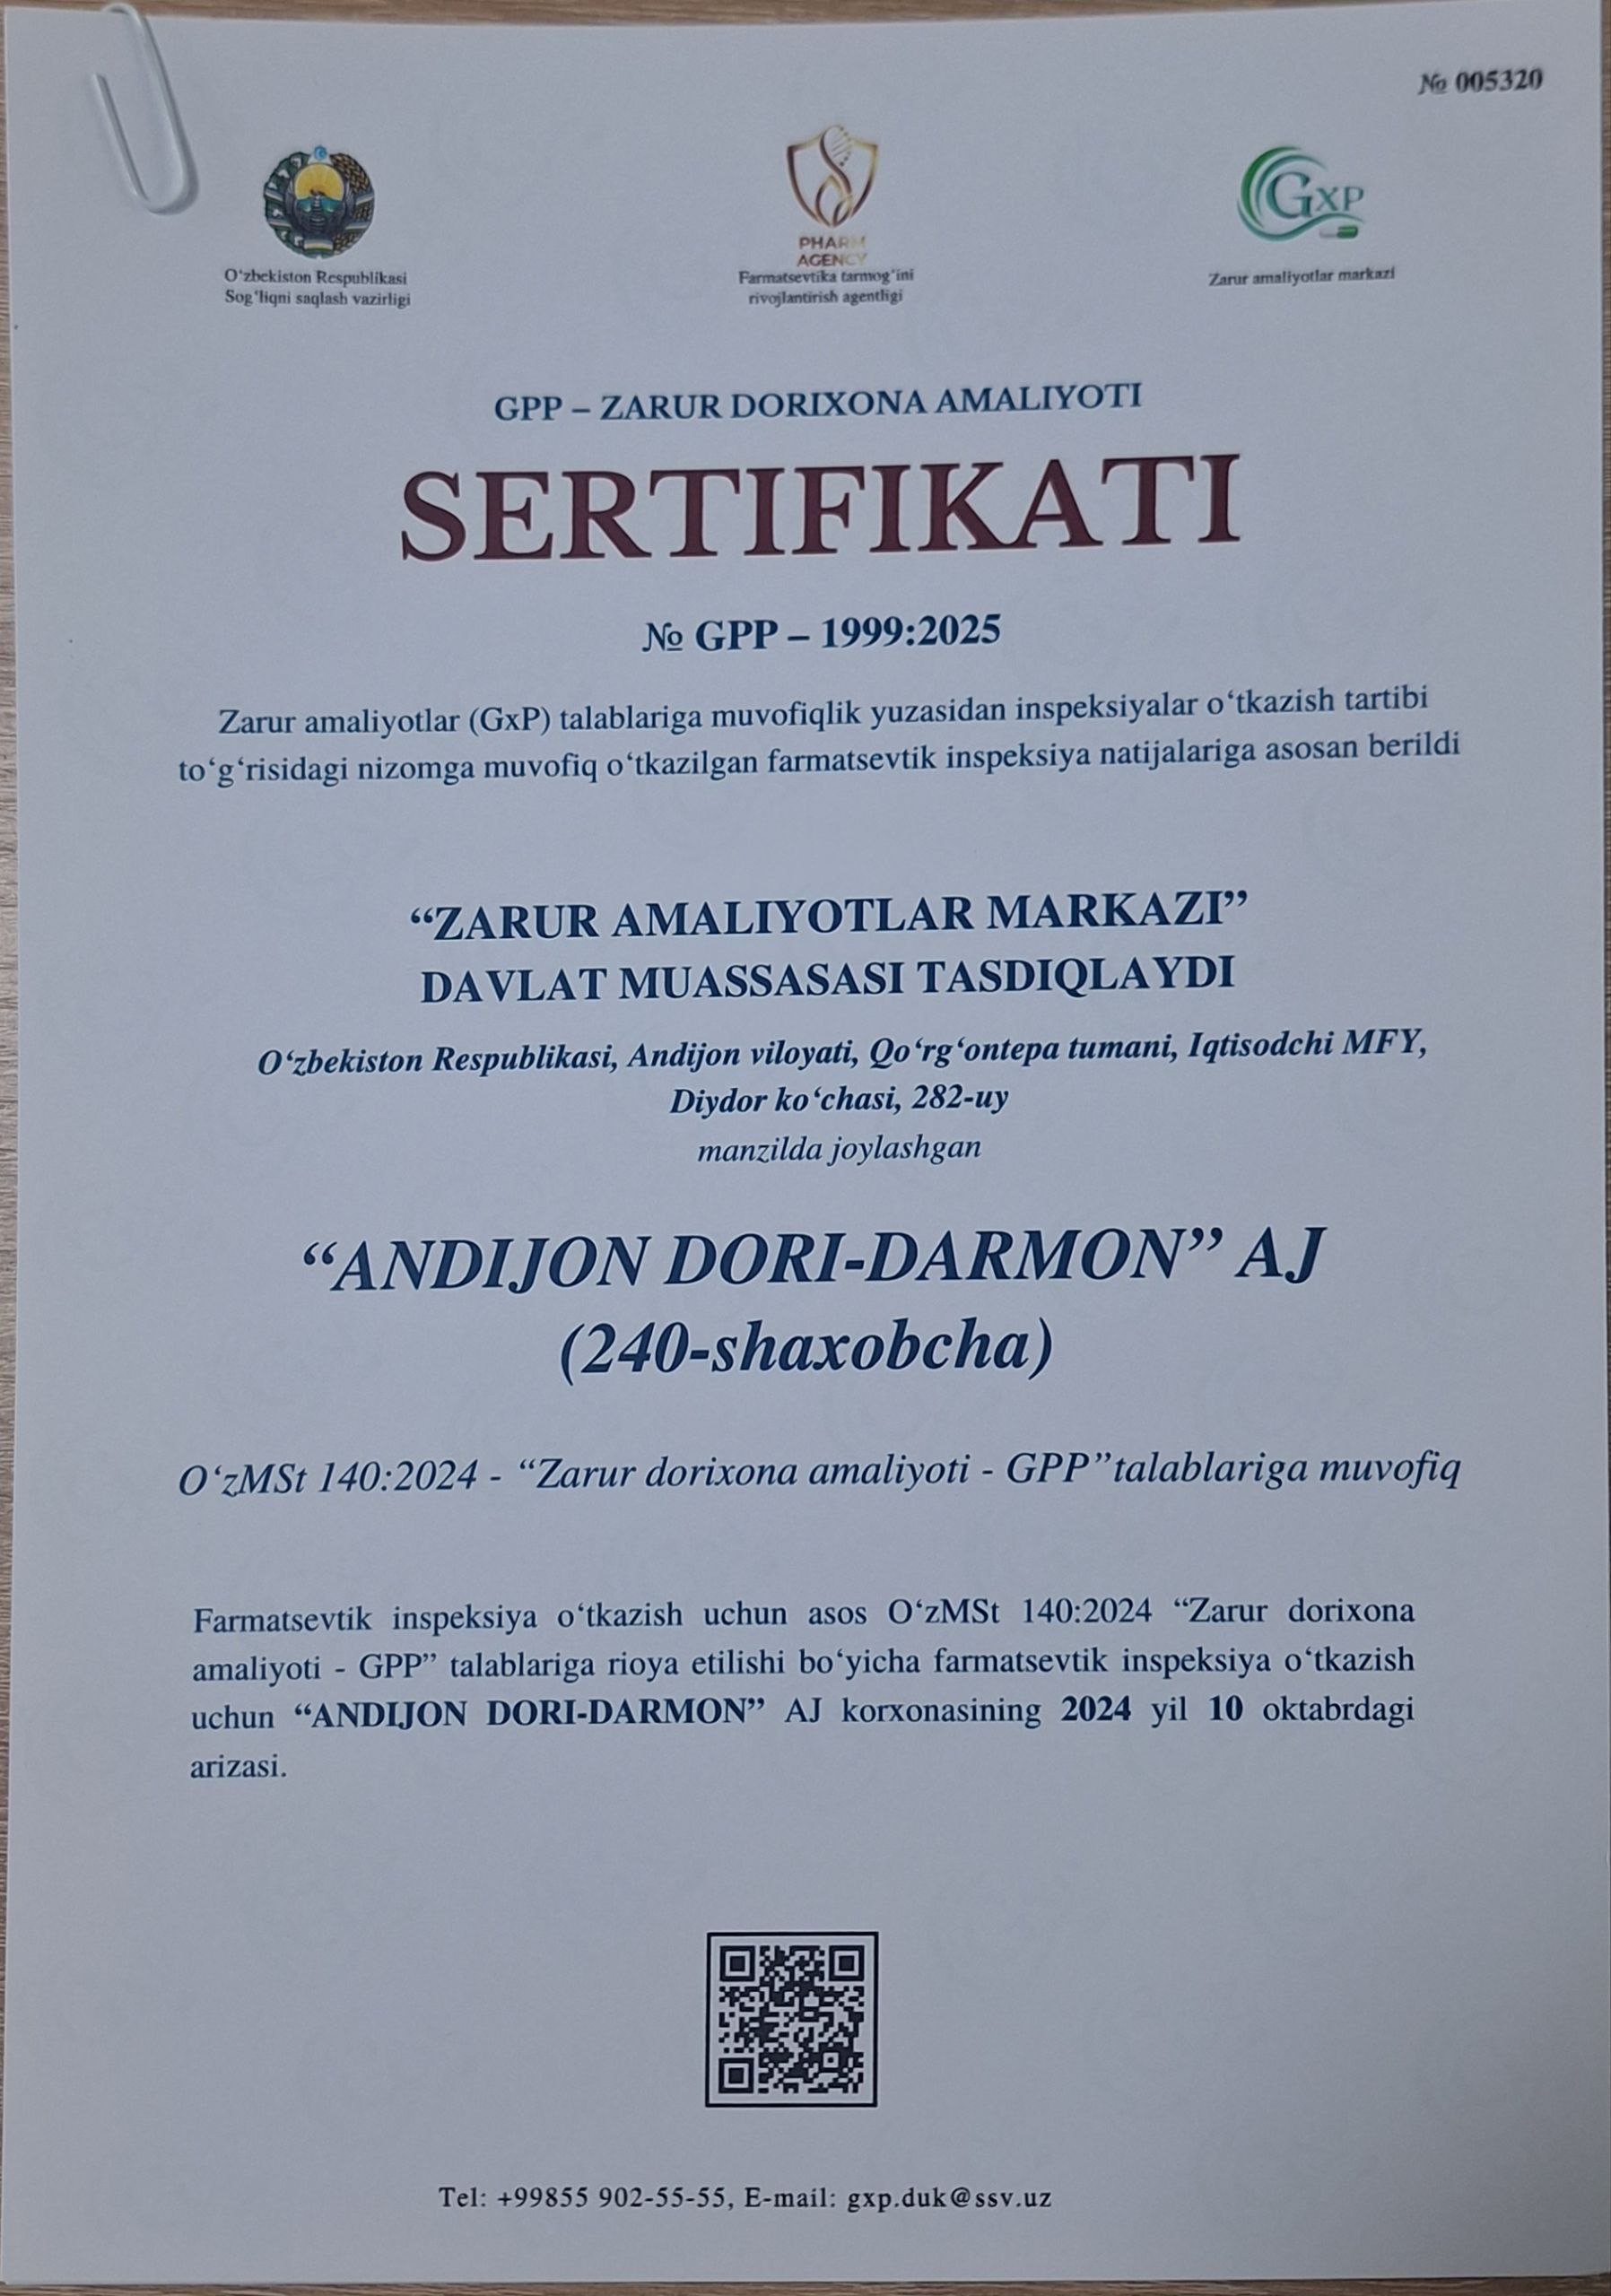 № 005320
O‘zbekiston Respublikasi
Sog‘liqni saqlash vazirligi
PHARM
AGENCY
Farmatsevtika tarmog‘ini
rivojlantirish agentligi
GXP
Zarur amaliyotlar markazi
GPP – ZARUR DORIXONA AMALIYOTI
SERTIFIKATI
№ GPP – 1999:2025
Zarur amaliyotlar (GxP) talablariga muvofiqlik yuzasidan inspeksiyalar o‘tkazish tartibi
to‘g‘risidagi nizomga muvofiq o‘tkazilgan farmatsevtik inspeksiya natijalariga asosan berildi
“ZARUR AMALIYOTLAR MARKAZI”
DAVLAT MUASSASASI TASDIQLAYDI
O‘zbekiston Respublikasi, Andijon viloyati, Qo‘rg‘ontepa tumani, Iqtisodchi MFY,
Diydor ko‘chasi, 282-uy
manzilda joylashgan
“ANDIJON DORI-DARMON” AJ
(240-shaxobcha)
O‘zMSt 140:2024 - “Zarur dorixona amaliyoti - GPP”talablariga muvofiq
Farmatsevtik inspeksiya o‘tkazish uchun asos O‘zMSt 140:2024 “Zarur dorixona
amaliyoti - GPP” talablariga rioya etilishi bo‘yicha farmatsevtik inspeksiya o‘tkazish
uchun “ANDIJON DORI-DARMON” AJ korxonasining 2024 yil 10 oktabrdagi
arizasi.
Tel: +99855 902-55-55, E-mail: gxp.duk@ssv.uz